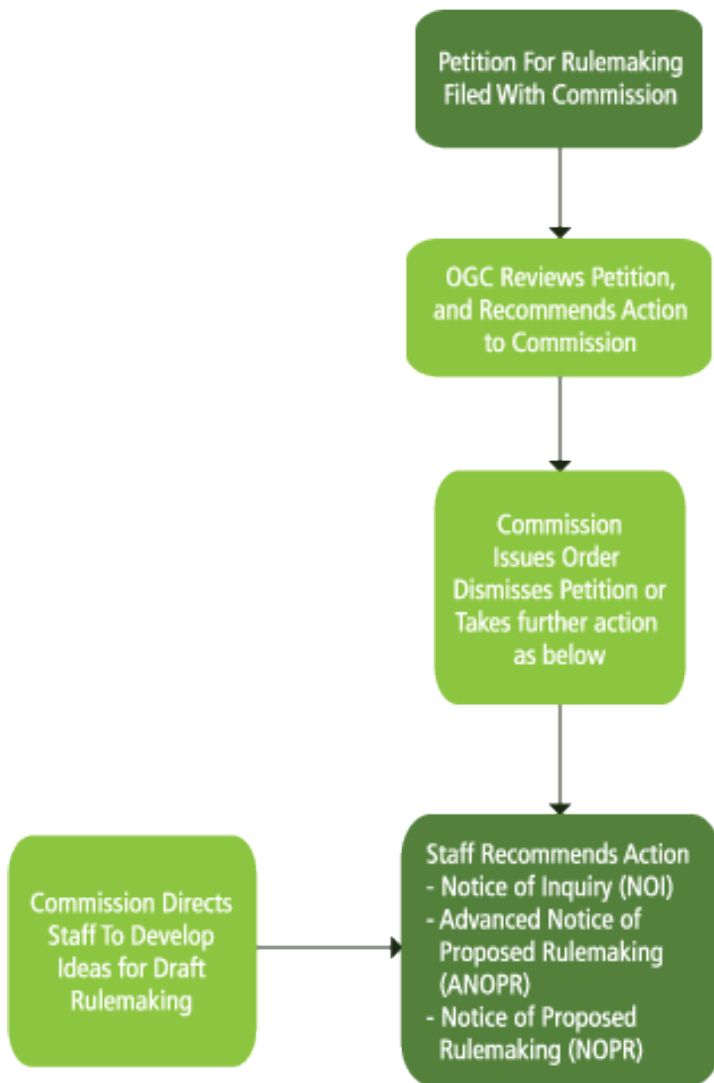 Petition For Rulemaking
Filed With Commission
OGC Reviews Petition,
and Recommends Action
to Commission
Commission
Issues Order
Dismisses Petition or
Takes further action
as below
Commission Directs
Staff To Develop
Ideas for Draft
Rulemaking
Staff Recommends Action
- Notice of Inquiry (NOI)
- Advanced Notice of
Proposed Rulemaking
(ANOPR)
- Notice of Proposed
Rulemaking (NOPR)